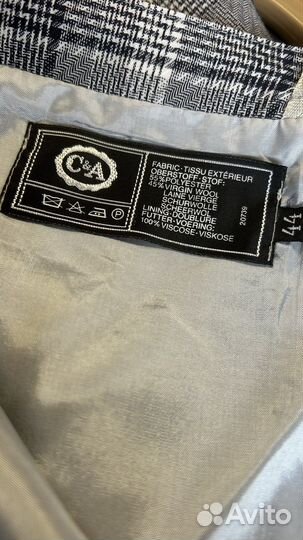 C&A
FABRIC-TISSU EXTÉRIEUR
OBERSTOFF-STOF:
55% POLYESTER
45% VIRGIN WOOL
LAINE VIERGE
SCHURWOLLE
SCHEERWOL
LINING-DOUBLURE
FUTTER-VOERING:
100% VISCOSE-VISKOSE
P
20739
44
Avito